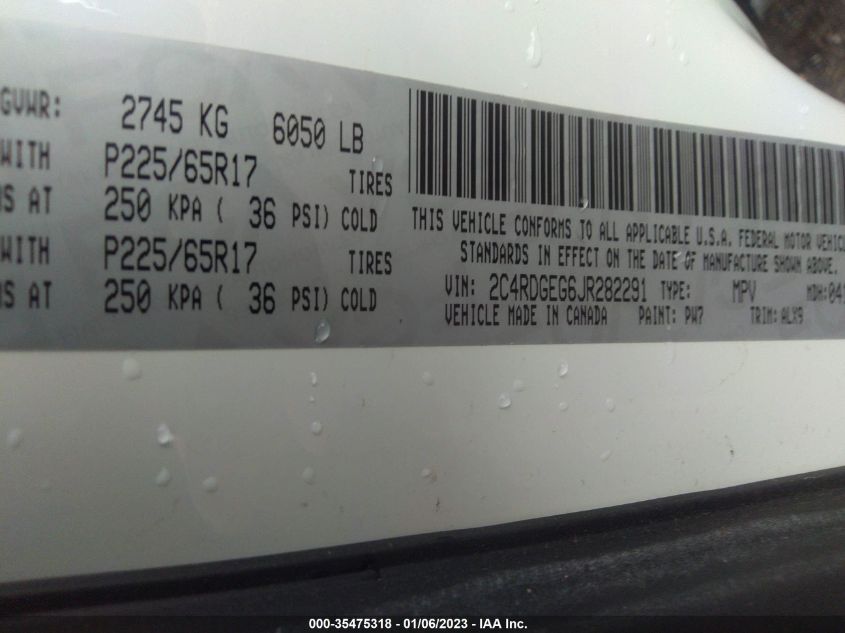 GVWR: 2745 KG 6050 LB
WITH P225/65R17 TIRES
AT 250 KPA ( 36 PSI) COLD
WITH P225/65R17 TIRES
AT 250 KPA ( 36 PSI) COLD
THIS VEHICLE CONFORMS TO ALL APPLICABLE U.S.A. FEDERAL MOTOR VEHIC
STANDARDS IN EFFECT ON THE DATE OF MANUFACTURE SHOWN ABOVE.
VIN: 2C4RDGEG6JR282291 TYPE: MPV MDH: 04
VEHICLE MADE IN CANADA PAINT: PW7 TRIM: ALX9
000-35475318 - 01/06/2023 - IAA Inc.